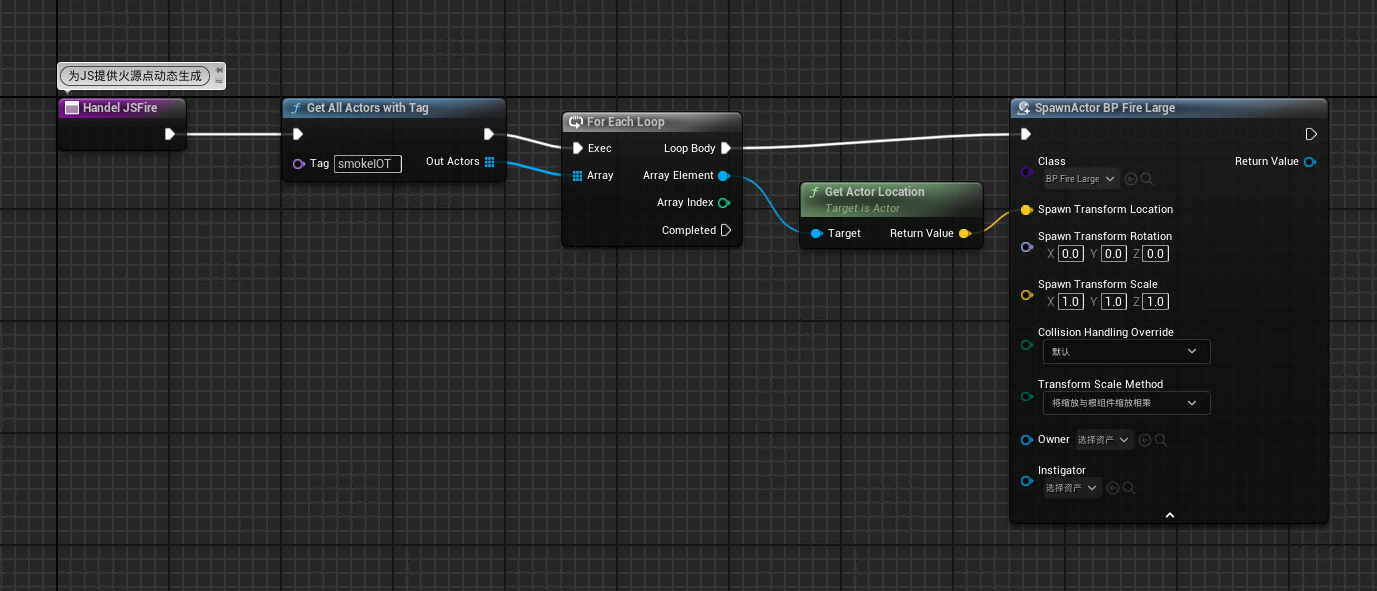 为JS提供火源点动态生成
Handel JSFire
Get All Actors with Tag
Tag smokeIOT
Out Actors
For Each Loop
Exec
Loop Body
Array
Array Element
Array Index
Completed
Get Actor Location
Target is Actor
Target
Return Value
SpawnActor BP Fire Large
Class
Return Value
BP Fire Large
Spawn Transform Location
Spawn Transform Rotation
X 0.0 Y 0.0 Z 0.0
Spawn Transform Scale
X 1.0 Y 1.0 Z 1.0
Collision Handling Override
默认
Transform Scale Method
将缩放与根组件缩放相乘
Owner 选择资产
Instigator
选择资产